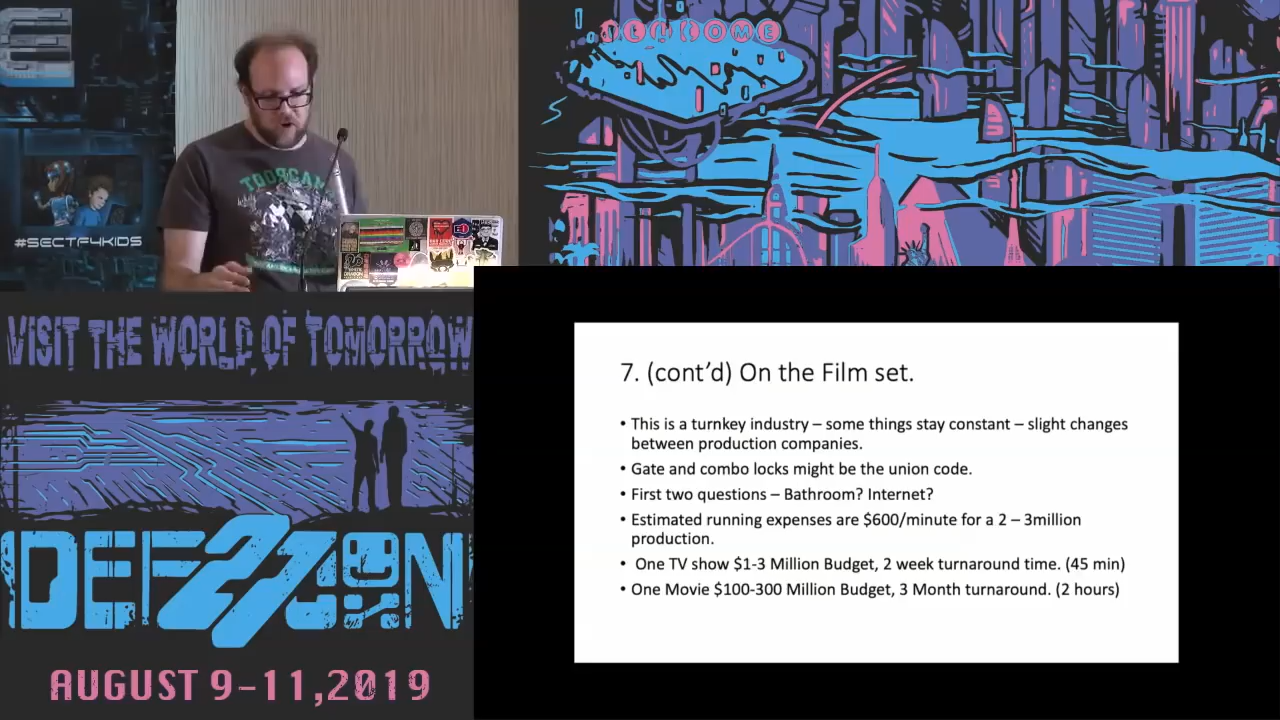 WELCOME
TOORCAMP
#SECTF4KIDS
VISIT THE WORLD OF TOMORROW
DEFCON
27
AUGUST 9-11,2019
7. (cont’d) On the Film set.
• This is a turnkey industry – some things stay constant – slight changes
between production companies.
• Gate and combo locks might be the union code.
• First two questions – Bathroom? Internet?
• Estimated running expenses are $600/minute for a 2 – 3million
production.
• One TV show $1-3 Million Budget, 2 week turnaround time. (45 min)
• One Movie $100-300 Million Budget, 3 Month turnaround. (2 hours)